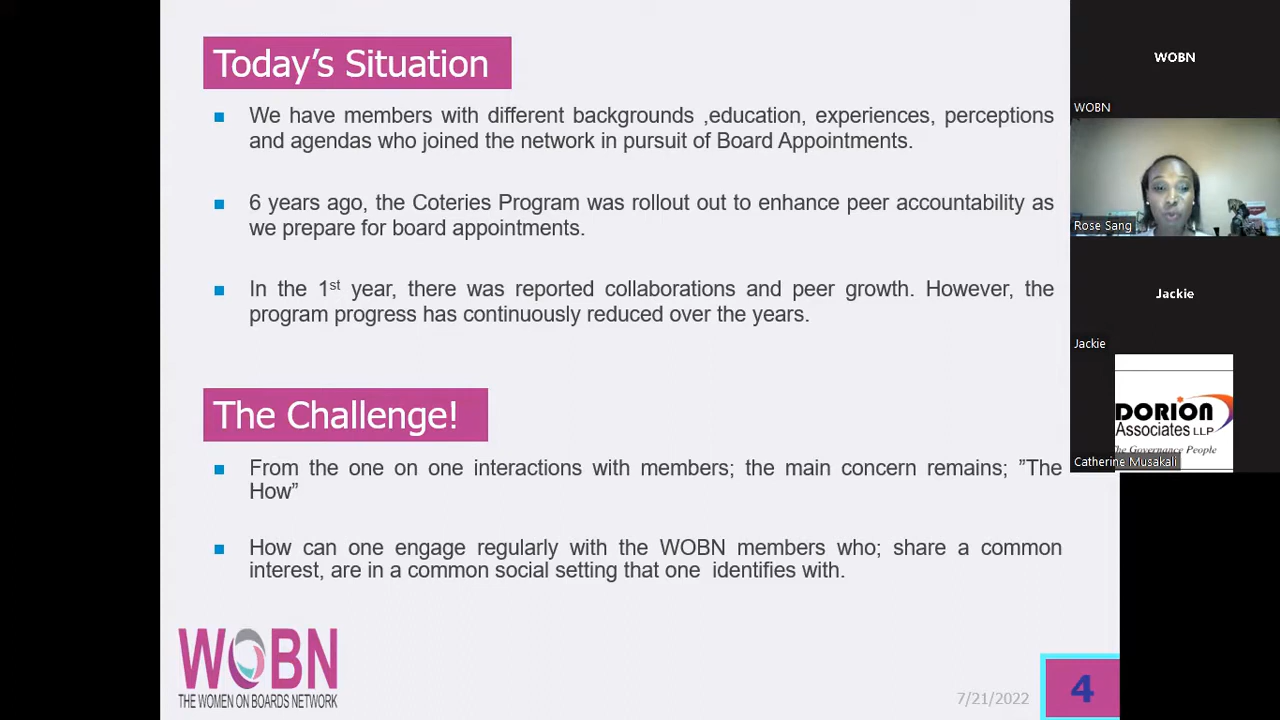 Today's Situation
We have members with different backgrounds ,education, experiences, perceptions
and agendas who joined the network in pursuit of Board Appointments.
6 years ago, the Coteries Program was rollout out to enhance peer accountability as
we prepare for board appointments.
In the 1st year, there was reported collaborations and peer growth. However, the
program progress has continuously reduced over the years.
The Challenge!
From the one on one interactions with members; the main concern remains; ”The
How”
How can one engage regularly with the WOBN members who; share a common
interest, are in a common social setting that one identifies with.
WOBN
THE WOMEN ON BOARDS NETWORK
7/21/2022
4
WOBN
WOBN
Rose Sang
Jackie
Jackie
DORION
Associates LLP
The Governance People
Catherine Musakali